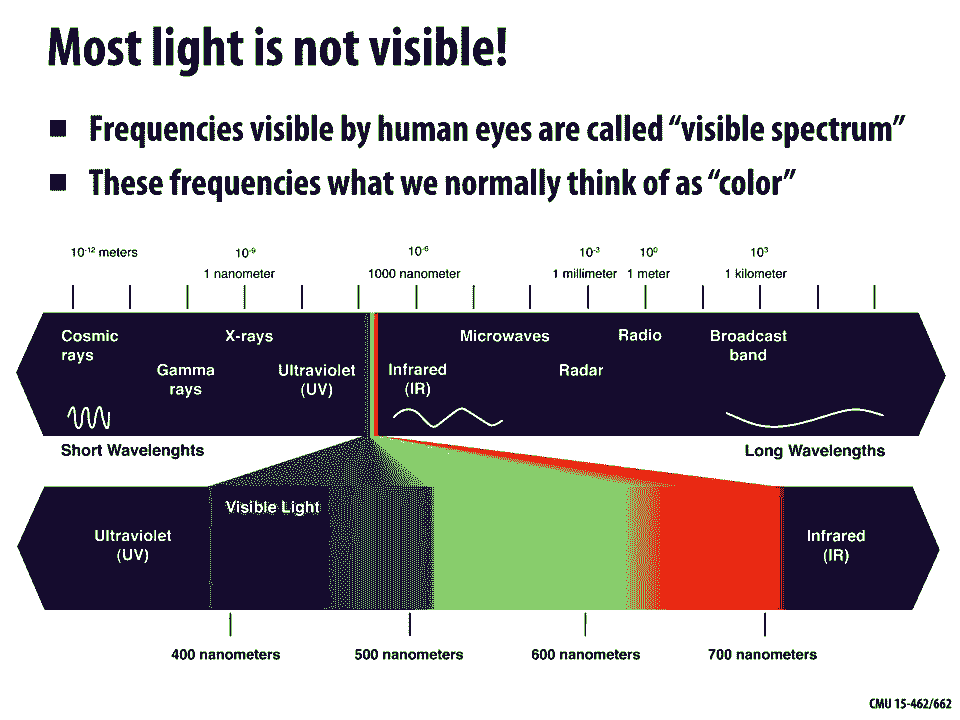 Most light is not visible!
■ Frequencies visible by human eyes are called “visible spectrum”
■ These frequencies what we normally think of as “color”
10⁻¹² meters 10⁻⁹ 10⁻⁶ 10⁻³ 10⁰ 10³
1 nanometer 1000 nanometer 1 millimeter 1 meter 1 kilometer
Cosmic rays
Gamma rays
X-rays
Ultraviolet (UV)
Infrared (IR)
Microwaves
Radar
Radio
Broadcast band
Short Wavelenghts
Long Wavelengths
Ultraviolet (UV)
Visible Light
Infrared (IR)
400 nanometers 500 nanometers 600 nanometers 700 nanometers
CMU 15-462/662